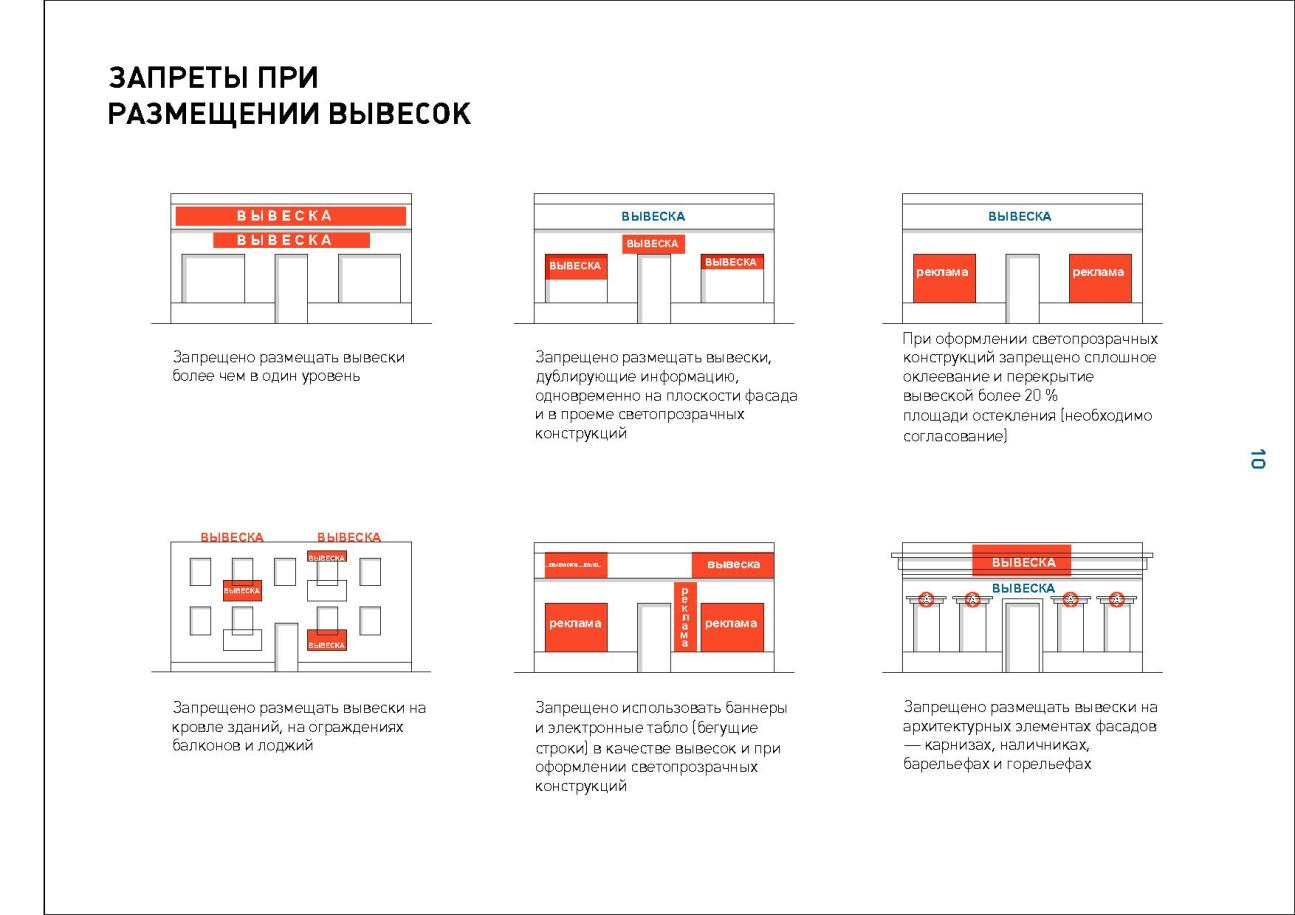 ЗАПРЕТЫ ПРИ
РАЗМЕЩЕНИИ ВЫВЕСОК
ВЫВЕСКА
ВЫВЕСКА
Запрещено размещать вывески
более чем в один уровень
ВЫВЕСКА
ВЫВЕСКА
ВЫВЕСКА
ВЫВЕСКА
Запрещено размещать вывески,
дублирующие информацию,
одновременно на плоскости фасада
и в проеме светопрозрачных
конструкций
ВЫВЕСКА
реклама
реклама
При оформлении светопрозрачных
конструкций запрещено сплошное
оклеевание и перекрытие
вывеской более 20 %
площади остекления (необходимо
согласование)
10
ВЫВЕСКА
ВЫВЕСКА
ВЫВЕСКА
ВЫВЕСКА
ВЫВЕСКА
Запрещено размещать вывески на
кровле зданий, на ограждениях
балконов и лоджий
...вывеска...выв...
вывеска
реклама
реклама
реклама
Запрещено использовать баннеры
и электронные табло (бегущие
строки) в качестве вывесок и при
оформлении светопрозрачных
конструкций
ВЫВЕСКА
ВЫВЕСКА
А
А
А
А
Запрещено размещать вывески на
архитектурных элементах фасадов
— карнизах, наличниках,
барельефах и горельефах